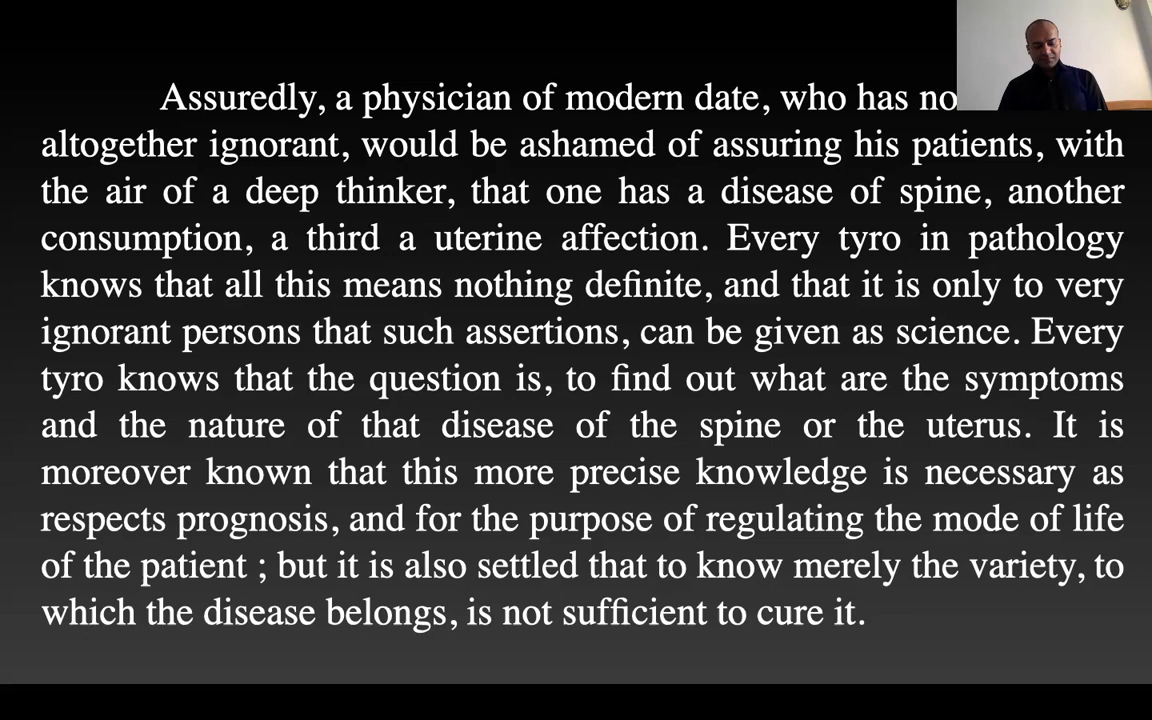 Assuredly, a physician of modern date, who has no
altogether ignorant, would be ashamed of assuring his patients, with
the air of a deep thinker, that one has a disease of spine, another
consumption, a third a uterine affection. Every tyro in pathology
knows that all this means nothing definite, and that it is only to very
ignorant persons that such assertions, can be given as science. Every
tyro knows that the question is, to find out what are the symptoms
and the nature of that disease of the spine or the uterus. It is
moreover known that this more precise knowledge is necessary as
respects prognosis, and for the purpose of regulating the mode of life
of the patient ; but it is also settled that to know merely the variety, to
which the disease belongs, is not sufficient to cure it.